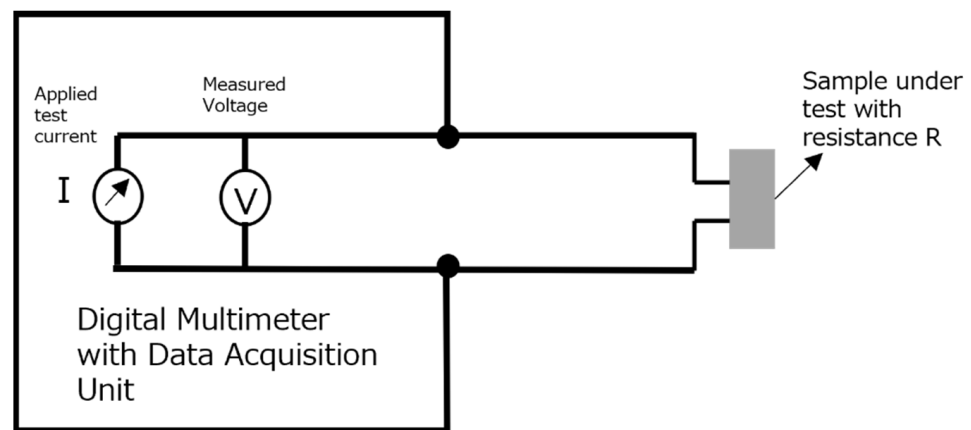 Applied
test
current
Measured
Voltage
I
V
Sample under
test with
resistance R
Digital Multimeter
with Data Acquisition
Unit